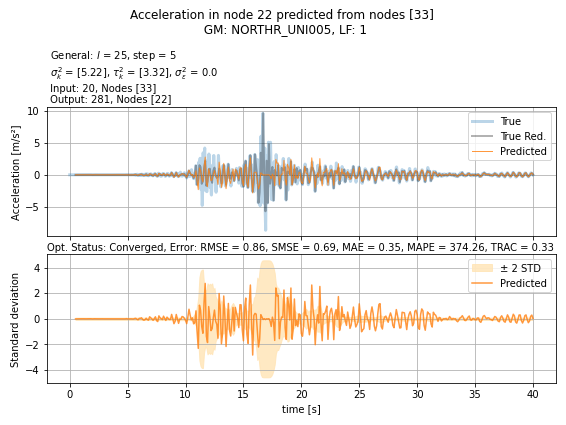 Acceleration in node 22 predicted from nodes [33]
GM: NORTHR_UNI005, LF: 1
General: l = 25, step = 5
σ²ₖ = [5.22], τ²ₖ = [3.32], σ²ε = 0.0
Input: 20, Nodes [33]
Output: 281, Nodes [22]
10
5
0
−5
Acceleration [m/s²]
True
True Red.
Predicted
Opt. Status: Converged, Error: RMSE = 0.86, SMSE = 0.69, MAE = 0.35, MAPE = 374.26, TRAC = 0.33
4
2
0
−2
−4
Standard deviation
± 2 STD
Predicted
0 5 10 15 20 25 30 35 40
time [s]